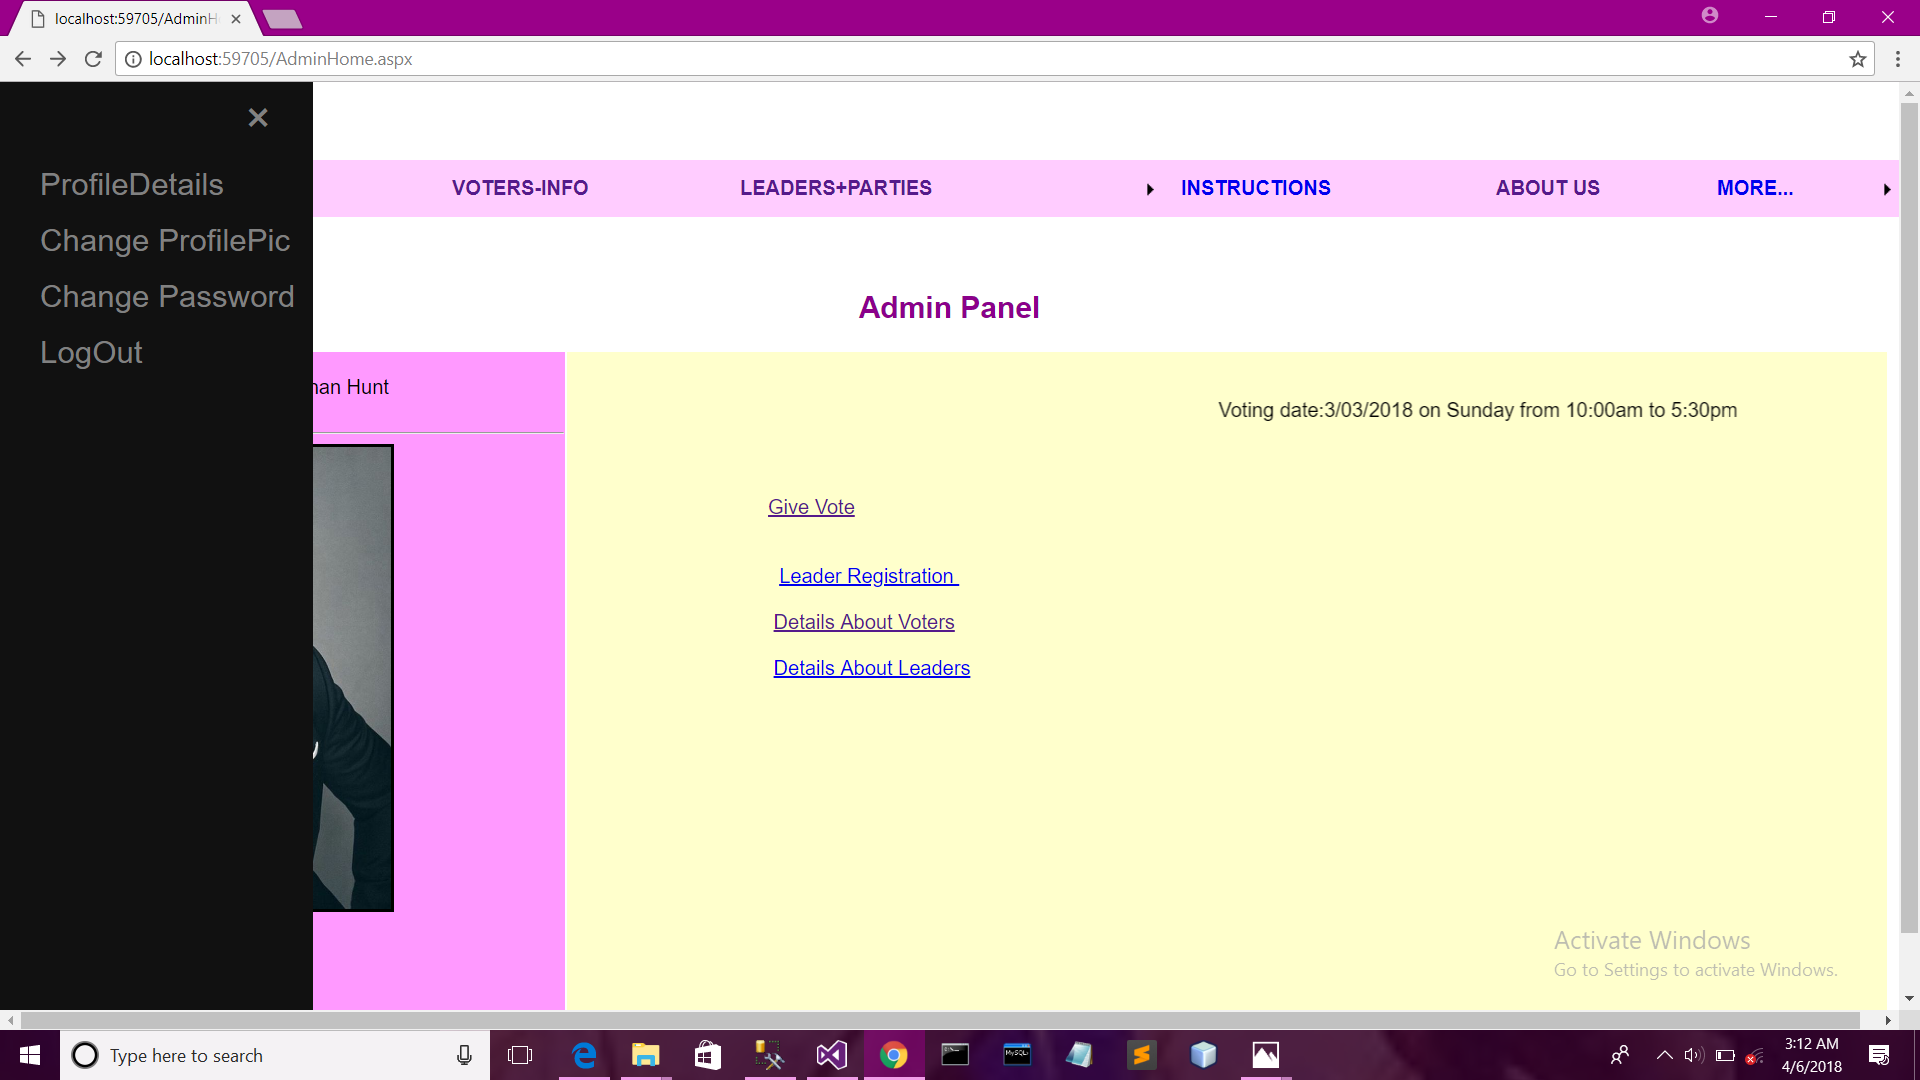 localhost:59705/AdminH
localhost:59705/AdminHome.aspx
ProfileDetails
Change ProfilePic
Change Password
LogOut
VOTERS-INFO LEADERS+PARTIES INSTRUCTIONS ABOUT US MORE...
Admin Panel
Hunt
Voting date:3/03/2018 on Sunday from 10:00am to 5:30pm
Give Vote
Leader Registration
Details About Voters
Details About Leaders
Activate Windows
Go to Settings to activate Windows.
Type here to search
MySQL
3:12 AM
4/6/2018